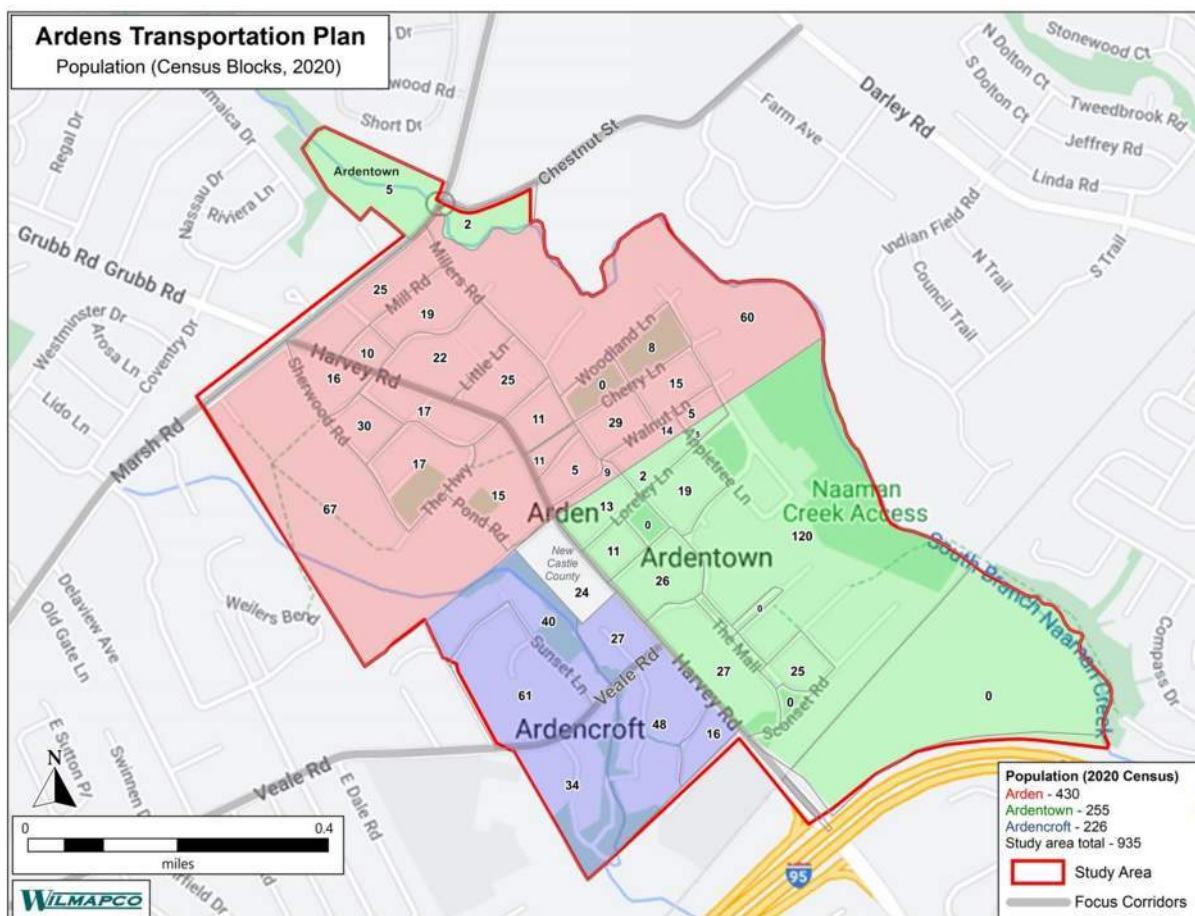 Ardens Transportation Plan
Population (Census Blocks, 2020)
Stonewood Ct
N Dolton Ct
S Dolton Ct
Tweedbrook Rd
Jeffrey Rd
Linda Rd
Darley Rd
Farm Ave
Chestnut St
Short Dr
Regal Dr
Nassau Dr
Riviera Ln
Ardentown
5
2
Indian Field Rd
N Trail
S Trail
Council Trail
Grubb Rd
Grubb Rd
Westminster Dr
Arosa Ln
Coventry Dr
Lido Ln
Marsh Rd
Millers Rd
25
Mill Rd
19
10
22
Harvey Rd
Little Ln
16
Sherwood Rd
25
17
30
11
17
The Hwy
15
Pond Rd
67
60
Woodland Ln
8
0
Cherry Ln
15
29
Walnut Ln
5
14
11
5
9
Arden
2
Appletree Ln
19
13
Loreley Ln
0
11
Ardentown
26
Naaman
Creek Access
120
South Branch Naaman Creek
New
Castle
County
24
0
The Mall
27
25
0
Sconset Rd
0
Harvey Rd
40
27
Sunset Ln
61
Veale Rd
Ardencroft
48
16
34
Weilers Bend
Delaview Ave
Old Gate Ln
E Sutton Pl
E Dale Rd
Veale Rd
Compass Dr
N
0
0.4
miles
WILMAPCO
95
Population (2020 Census)
Arden - 430
Ardentown - 255
Ardencroft - 226
Study area total - 935
Study Area
Focus Corridors